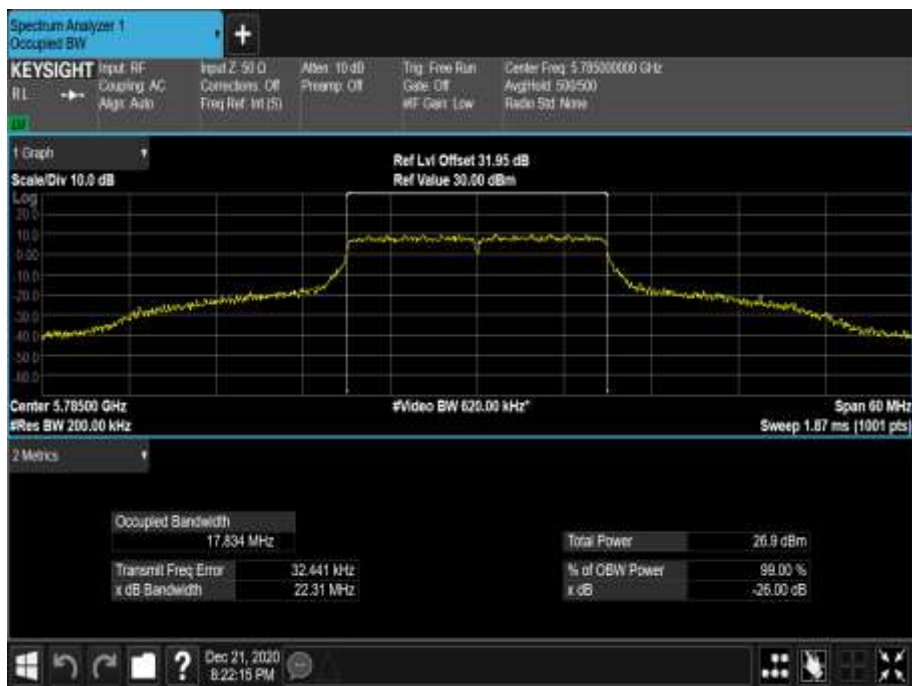 Spectrum Analyzer 1
Occupied BW
+
KEYSIGHT
RL
Input: RF
Coupling: AC
Align: Auto
Input Z: 50 Ω
Corrections: Off
Freq Ref: Int (S)
Atten: 10 dB
Preamp: Off
Trig: Free Run
Gate: Off
#IF Gain: Low
Center Freq: 5.785000000 GHz
Avg|Hold: 500/500
Radio Std: None
1 Graph
Scale/Div 10.0 dB
Ref Lvl Offset 31.95 dB
Ref Value 30.00 dBm
Log
20.0
10.0
0.00
-10.0
-20.0
-30.0
-40.0
-50.0
-60.0
Center 5.78500 GHz
#Res BW 200.00 kHz
#Video BW 620.00 kHz*
Span 60 MHz
Sweep 1.87 ms (1001 pts)
2 Metrics
Occupied Bandwidth
17.834 MHz
Transmit Freq Error 32.441 kHz
x dB Bandwidth 22.31 MHz
Total Power 26.9 dBm
% of OBW Power 99.00 %
x dB -26.00 dB
?
Dec 21, 2020
8:22:15 PM